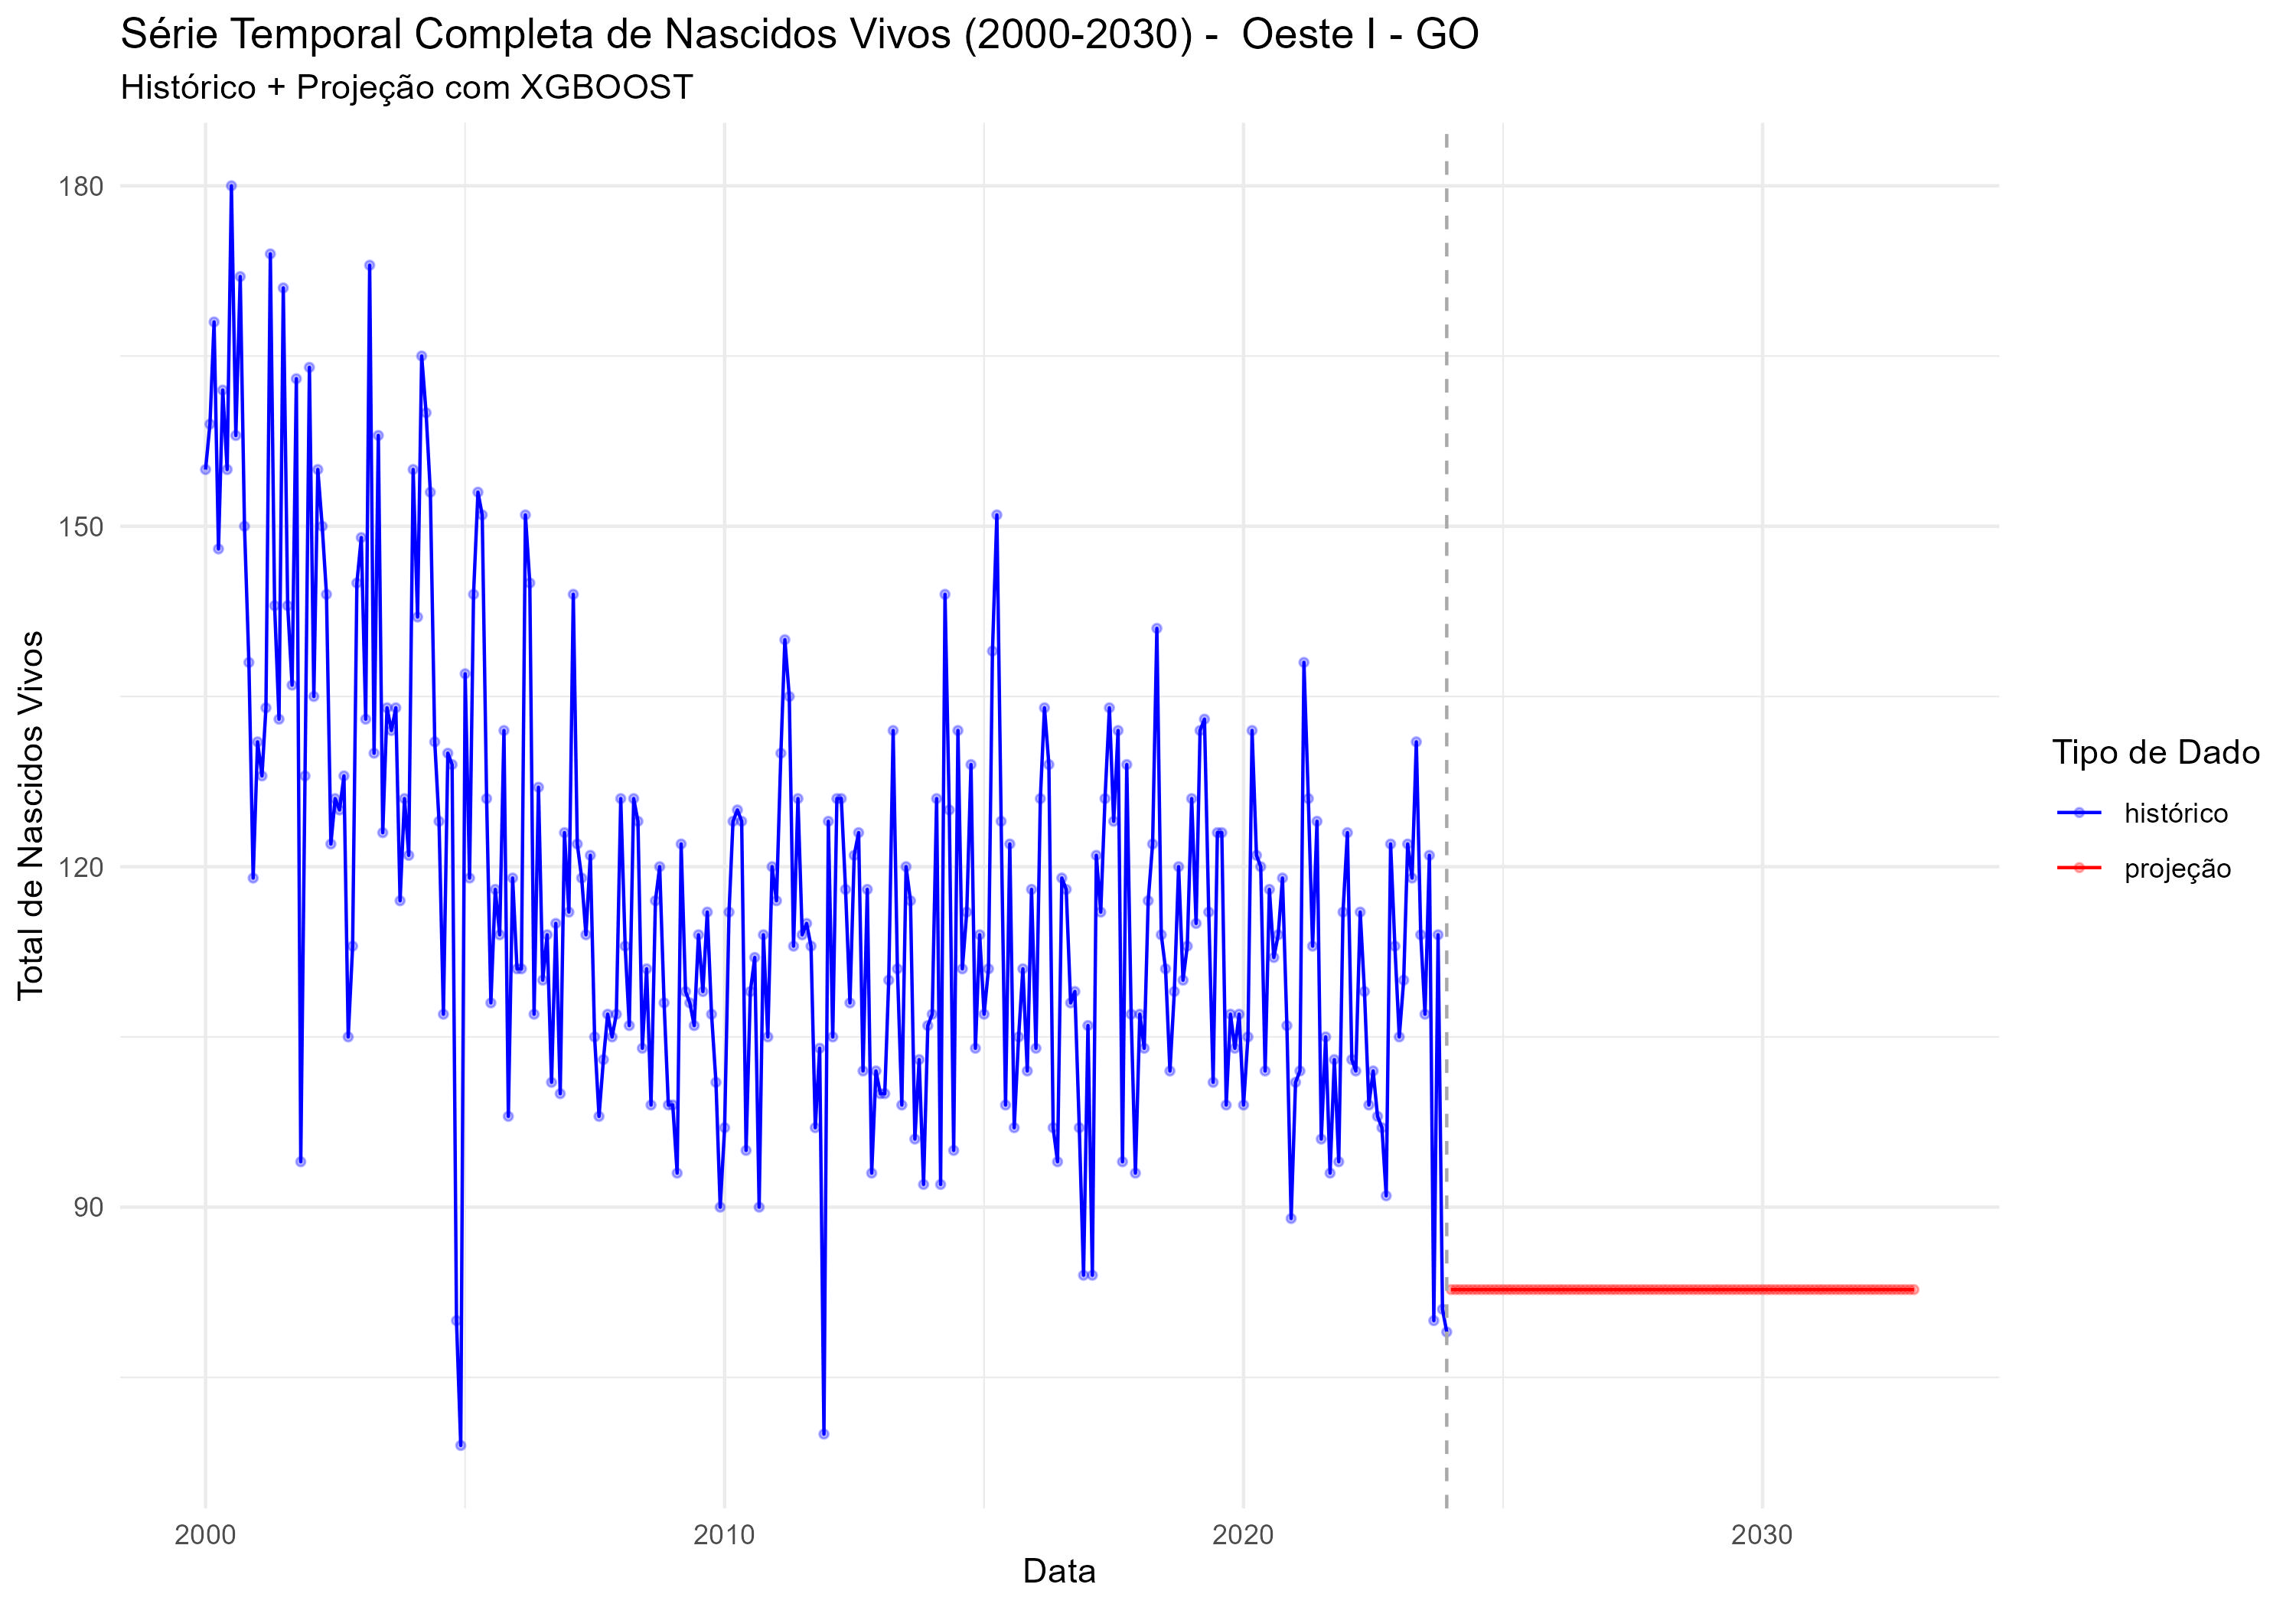 Série Temporal Completa de Nascidos Vivos (2000-2030) -  Oeste I - GO
Histórico + Projeção com XGBOOST
Total de Nascidos Vivos
180
150
120
90
2000
2010
2020
2030
Data
Tipo de Dado
histórico
projeção